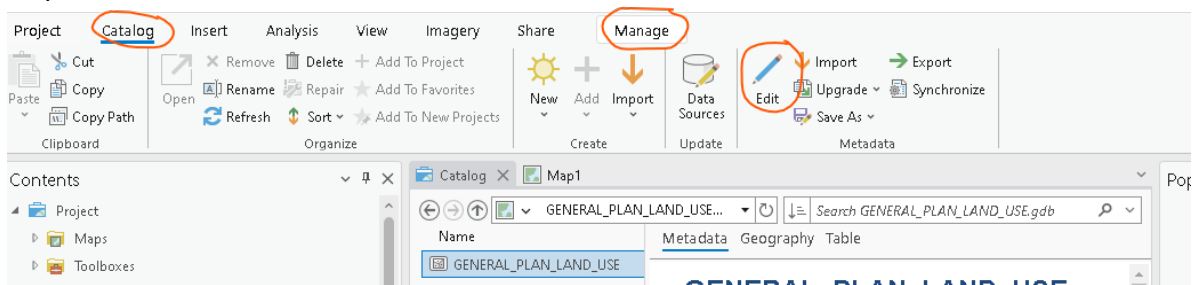 Project Catalog Insert Analysis View Imagery Share Manage
Cut Remove Delete Add To Project Import Export
Paste Copy Open Rename Repair Add To Favorites New Add Import Data Sources Edit Upgrade Synchronize
Copy Path Refresh Sort Add To New Projects Save As
Clipboard Organize Create Update Metadata
Contents Catalog Map1
Project GENERAL_PLAN_LAND_USE... Search GENERAL_PLAN_LAND_USE.gdb
Maps Name Metadata Geography Table
Toolboxes GENERAL_PLAN_LAND_USE
GENERAL_PLAN_LAND_USE